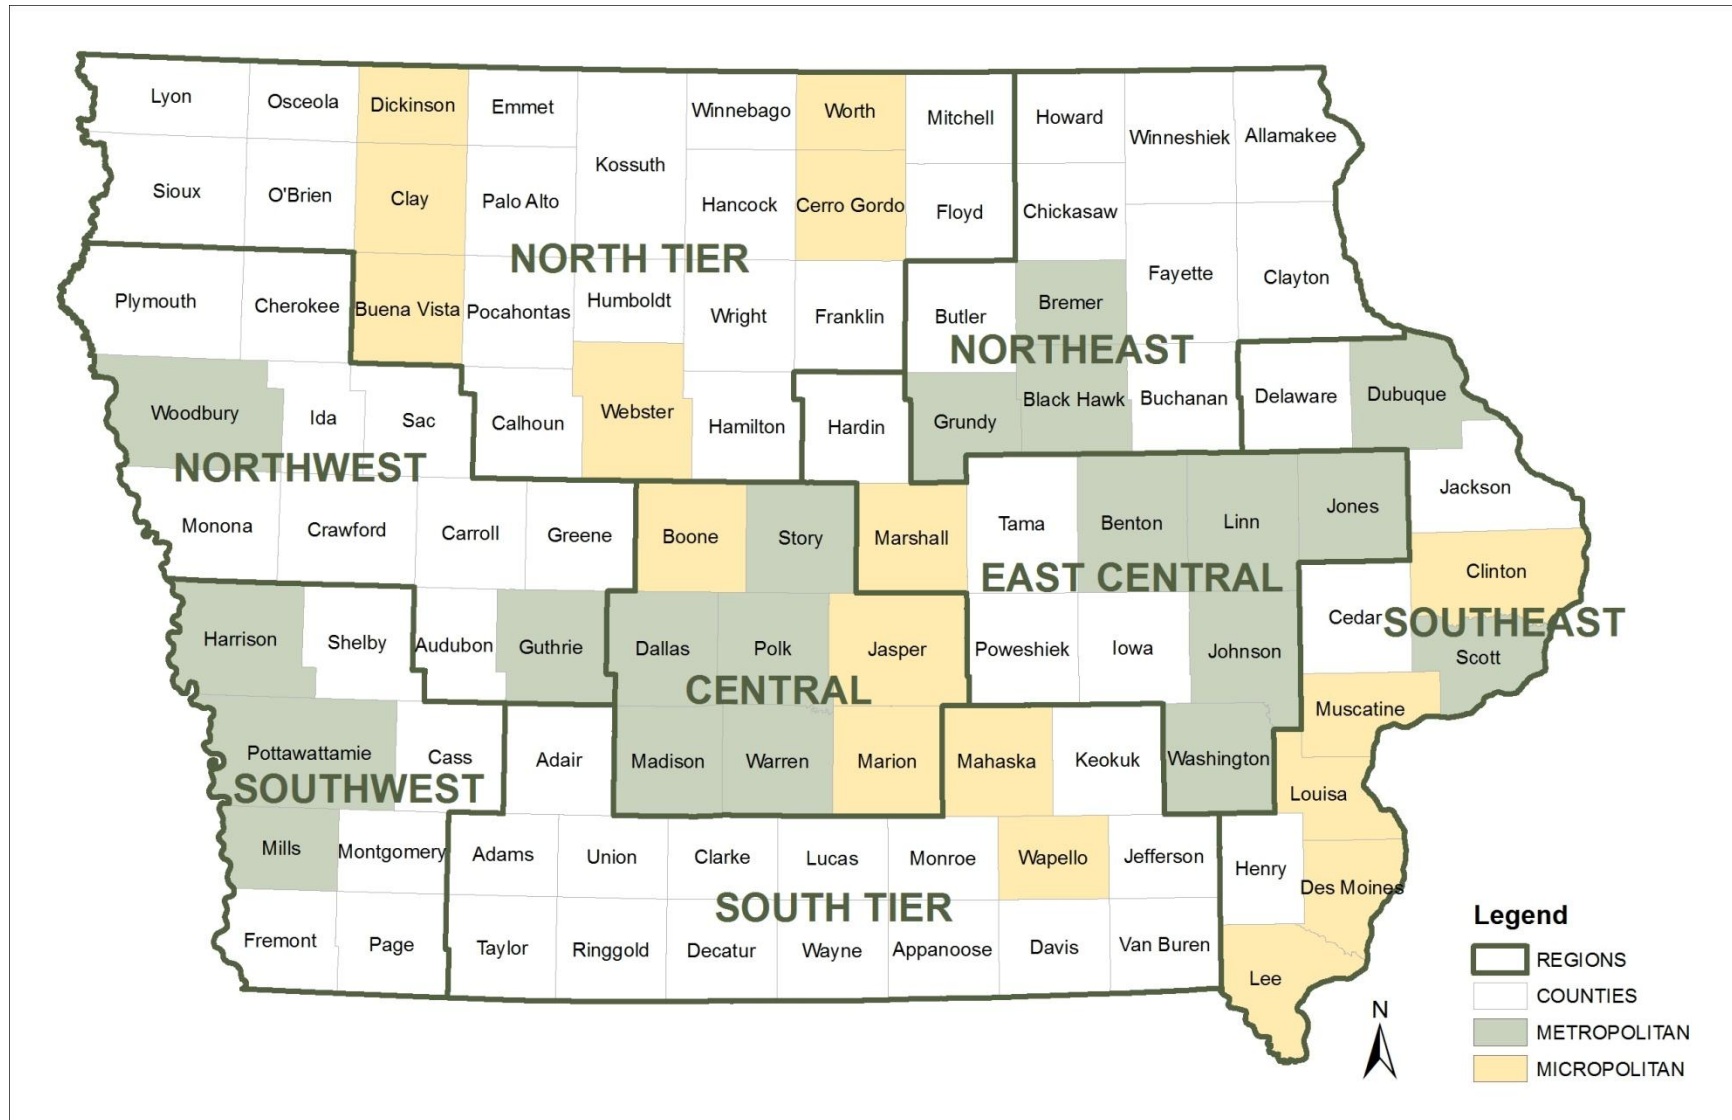 Lyon
Osceola
Dickinson
Emmet
Winnebago
Worth
Mitchell
Howard
Winneshiek
Allamakee
Kossuth
Sioux
O'Brien
Clay
Palo Alto
Hancock
Cerro Gordo
Floyd
Chickasaw
NORTH TIER
Plymouth
Cherokee
Buena Vista
Pocahontas
Humboldt
Wright
Franklin
Butler
Bremer
Fayette
Clayton
NORTHEAST
Woodbury
Ida
Sac
Calhoun
Webster
Hamilton
Hardin
Grundy
Black Hawk
Buchanan
Delaware
Dubuque
NORTHWEST
Monona
Crawford
Carroll
Greene
Boone
Story
Marshall
Tama
Benton
Linn
Jones
Jackson
EAST CENTRAL
Clinton
SOUTHEAST
Harrison
Shelby
Audubon
Guthrie
Dallas
Polk
Jasper
Poweshiek
Iowa
Johnson
Cedar
Scott
CENTRAL
Muscatine
Pottawattamie
Cass
Adair
Madison
Warren
Marion
Mahaska
Keokuk
Washington
Louisa
SOUTHWEST
Mills
Montgomery
Adams
Union
Clarke
Lucas
Monroe
Wapello
Jefferson
Henry
Des Moines
SOUTH TIER
Fremont
Page
Taylor
Ringgold
Decatur
Wayne
Appanoose
Davis
Van Buren
Lee
N
Legend
REGIONS
COUNTIES
METROPOLITAN
MICROPOLITAN